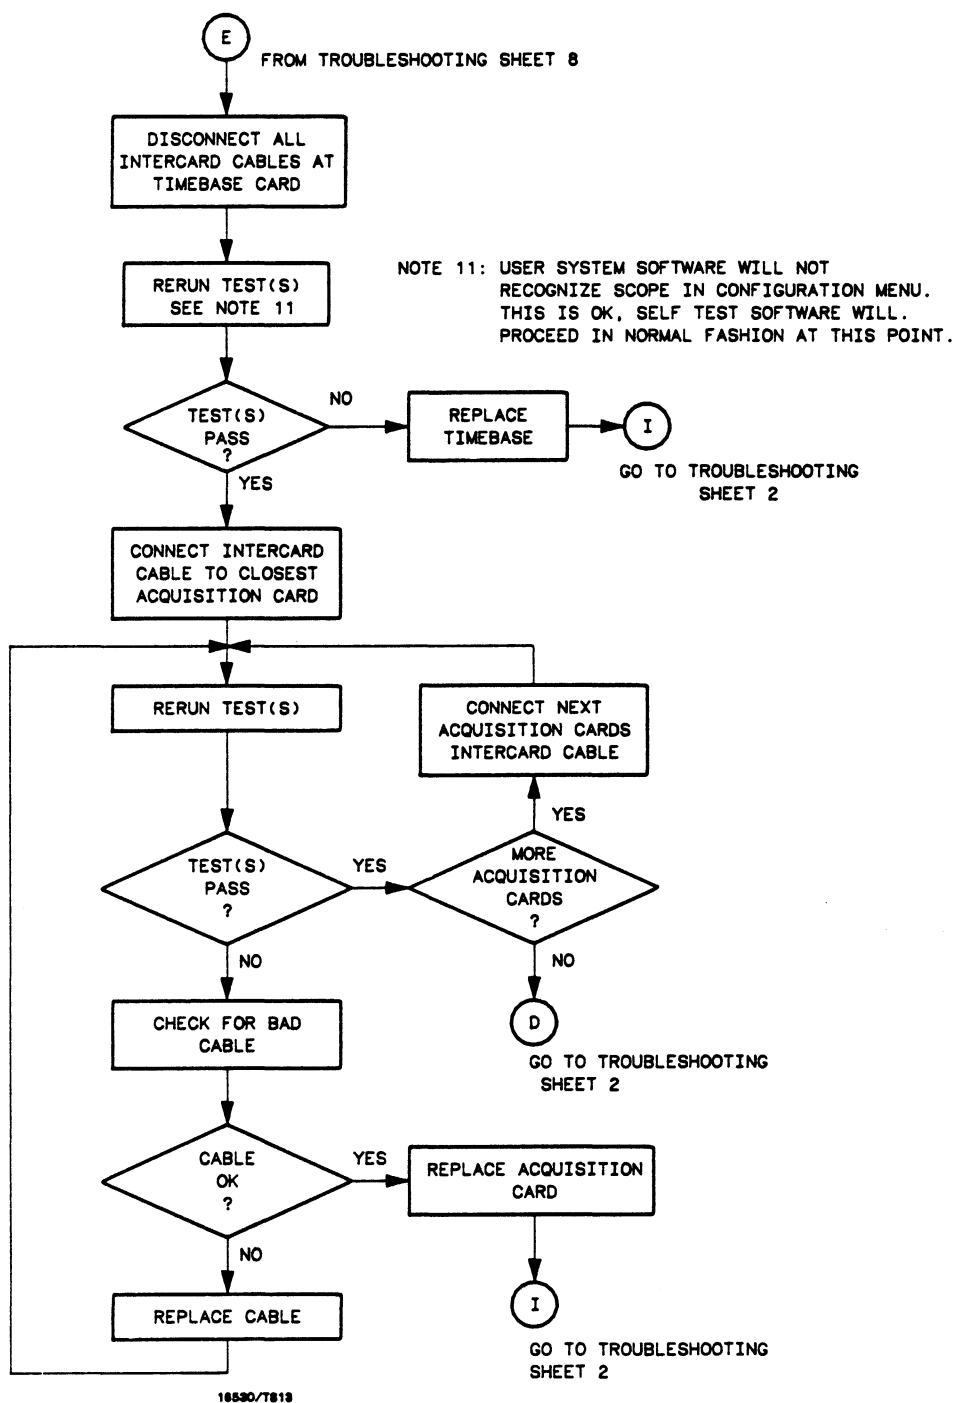 E
FROM TROUBLESHOOTING SHEET 8
DISCONNECT ALL
INTERCARD CABLES AT
TIMEBASE CARD
RERUN TEST(S)
SEE NOTE 11
NOTE 11: USER SYSTEM SOFTWARE WILL NOT
RECOGNIZE SCOPE IN CONFIGURATION MENU.
THIS IS OK, SELF TEST SOFTWARE WILL.
PROCEED IN NORMAL FASHION AT THIS POINT.
TEST(S)
PASS
?
NO
REPLACE
TIMEBASE
I
GO TO TROUBLESHOOTING
SHEET 2
YES
CONNECT INTERCARD
CABLE TO CLOSEST
ACQUISITION CARD
RERUN TEST(S)
CONNECT NEXT
ACQUISITION CARDS
INTERCARD CABLE
YES
TEST(S)
PASS
?
YES
MORE
ACQUISITION
CARDS
?
NO
NO
D
GO TO TROUBLESHOOTING
SHEET 2
CHECK FOR BAD
CABLE
CABLE
OK
?
YES
REPLACE ACQUISITION
CARD
NO
REPLACE CABLE
I
GO TO TROUBLESHOOTING
SHEET 2